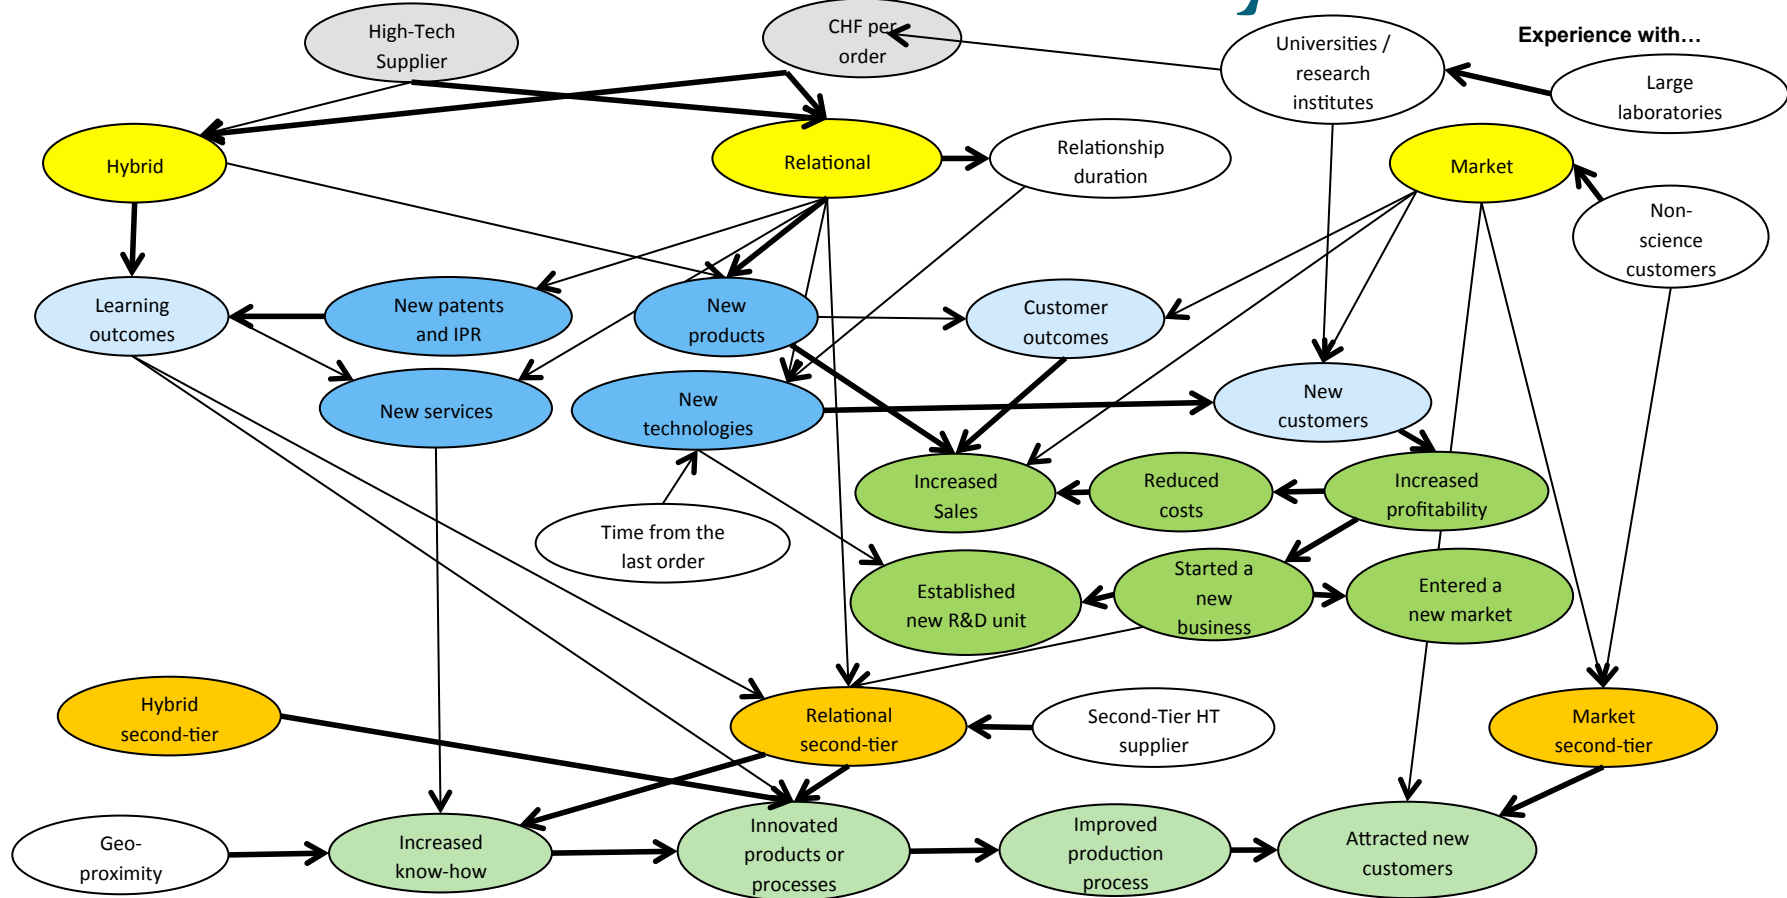 High-Tech
Supplier
CHF per
order
Universities /
research
institutes
Experience with…
Large
laboratories
Hybrid
Relational
Relationship
duration
Market
Non-
science
customers
Learning
outcomes
New patents
and IPR
New
products
Customer
outcomes
New services
New
technologies
New
customers
Increased
Sales
Reduced
costs
Increased
profitability
Time from the
last order
Established
new R&D unit
Started a
new
business
Entered a
new market
Hybrid
second-tier
Relational
second-tier
Second-Tier HT
supplier
Market
second-tier
Geo-
proximity
Increased
know-how
Innovated
products or
processes
Improved
production
process
Attracted new
customers